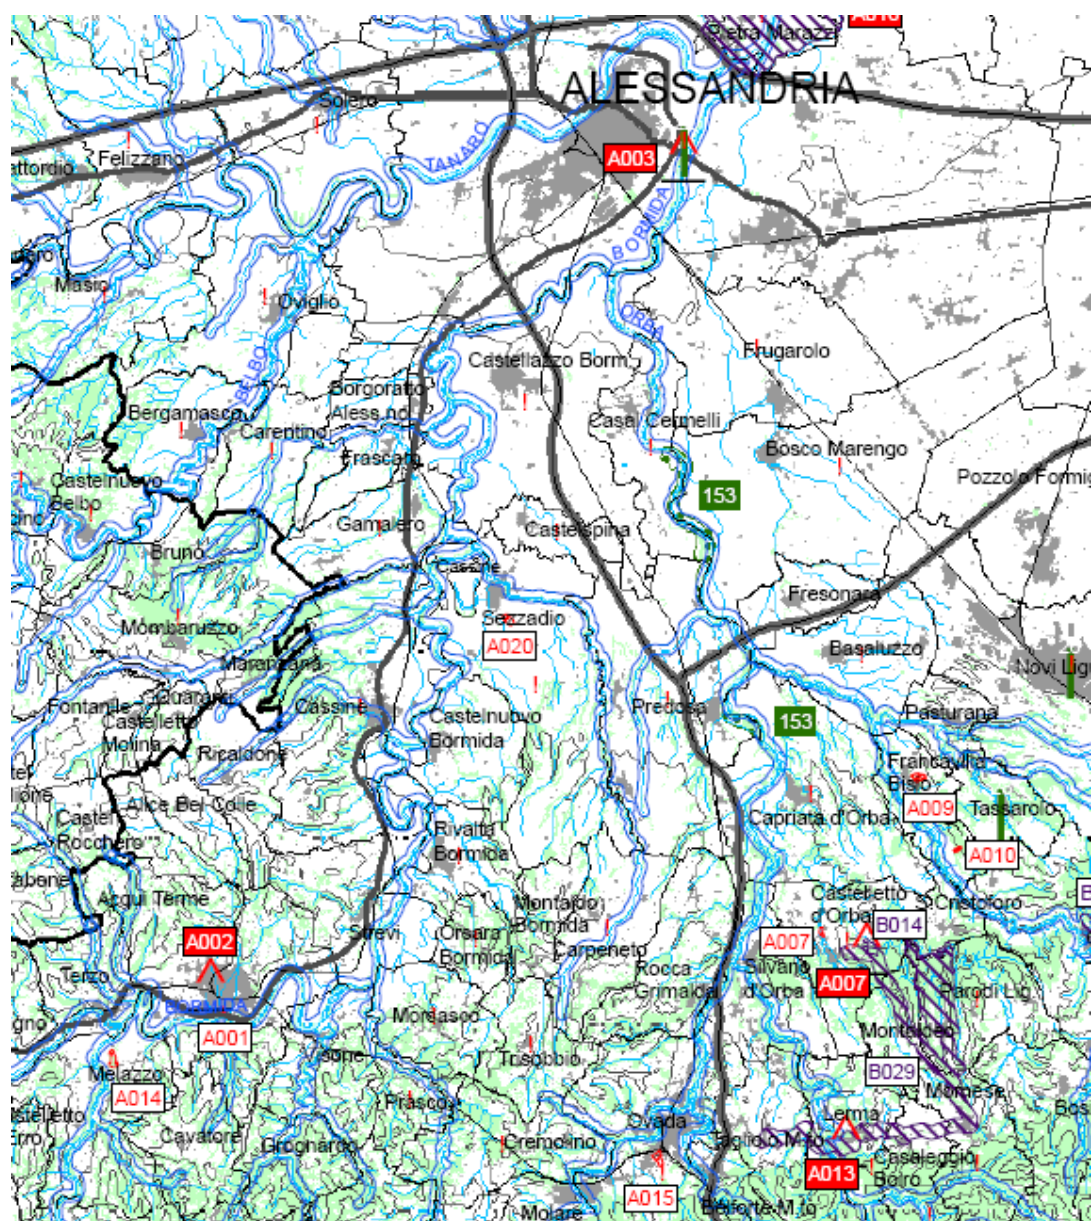 Pietra Marazzi
ALESSANDRIA
Solero
TANARO
Felizzano
A003
BORMIDA
Masio
Oviglio
ORBA
Frugarolo
Castellazzo Borm.
BELBO
Borgoratto
Aless.no
Bergamasco
Carentino
Casal Cermelli
Bosco Marengo
Frascaro
Castelnuovo
Belbo
153
Gamalero
Castelspina
Bruno
Cassine
Fresonara
Sezzadio
Mombaruzzo
A020
Basaluzzo
Maranzana
Quaranti
Fontanile
Cassine
Predosa
Castelletto
Molina
Castelnuovo
Bormida
153
Pasturana
Ricaldone
Francavilla
Bisio
A009
Tassarolo
Alice Bel Colle
Castel
Rocchero
Capriata d'Orba
Rivalta
Bormida
A010
Acqui Terme
Castelletto
d'Orba
S.Cristoforo
B014
Montaldo
Bormida
A002
Strevi
Orsara
Bormida
Carpeneto
A007
Terzo
Rocca
Grimalda
Silvano
d'Orba
A007
Parodi Lig.
BORMIDA
A001
Morsasco
Montaldeo
Visone
Trisobbio
Melazzo
B029
A014
Mornese
Prasco
Lerma
Ovada
Cavatore
Grognardo
Cremolino
Tagliolo M.to
Casaleggio
Boiro
A013
A015
Molare
Belforte M.to